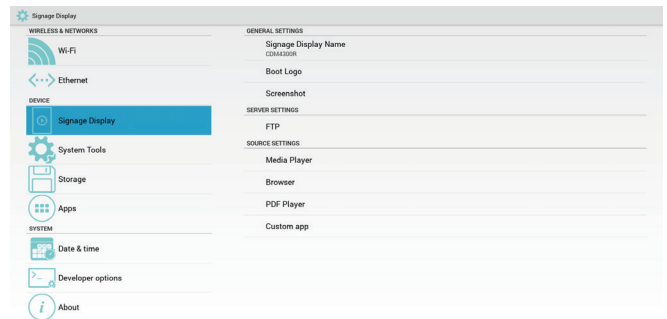 Signage Display
WIRELESS & NETWORKS
Wi-Fi
Ethernet
DEVICE
Signage Display
System Tools
Storage
Apps
SYSTEM
Date & time
Developer options
About
GENERAL SETTINGS
Signage Display Name
CDM4300R
Boot Logo
Screenshot
SERVER SETTINGS
FTP
SOURCE SETTINGS
Media Player
Browser
PDF Player
Custom app